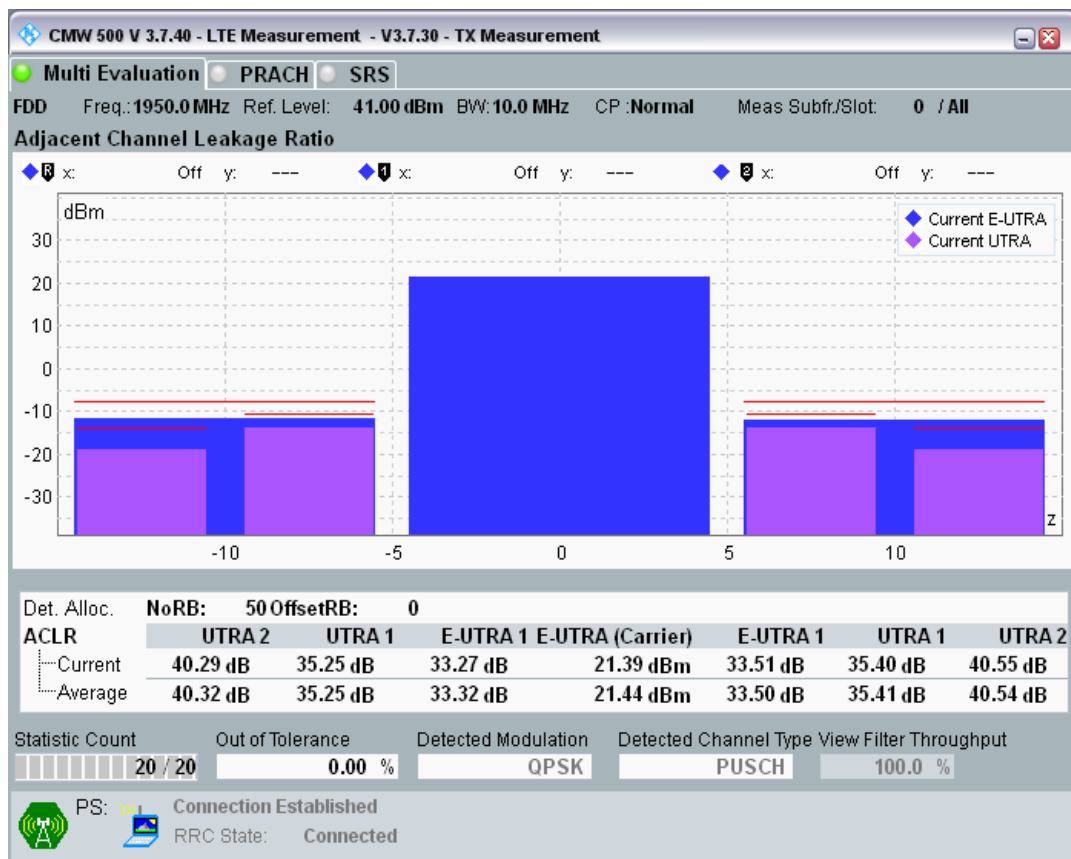 CMW 500 V 3.7.40 - LTE Measurement - V3.7.30 - TX Measurement
Multi Evaluation PRACH SRS
FDD Freq.: 1950.0 MHz Ref. Level: 41.00 dBm BW: 10.0 MHz CP :Normal Meas Subfr./Slot: 0 / All
Adjacent Channel Leakage Ratio
R x: Off y: --- 1 x: Off y: --- 2 x: Off y: ---
dBm
Current E-UTRA
Current UTRA
30
20
10
0
-10
-20
-30
z
-10 -5 0 5 10
Det. Alloc. NoRB: 50 OffsetRB: 0
ACLR UTRA 2 UTRA 1 E-UTRA 1 E-UTRA (Carrier) E-UTRA 1 UTRA 1 UTRA 2
Current 40.29 dB 35.25 dB 33.27 dB 21.39 dBm 33.51 dB 35.40 dB 40.55 dB
Average 40.32 dB 35.25 dB 33.32 dB 21.44 dBm 33.50 dB 35.41 dB 40.54 dB
Statistic Count Out of Tolerance Detected Modulation Detected Channel Type View Filter Throughput
20 / 20 0.00 % QPSK PUSCH 100.0 %
PS: Connection Established
RRC State: Connected